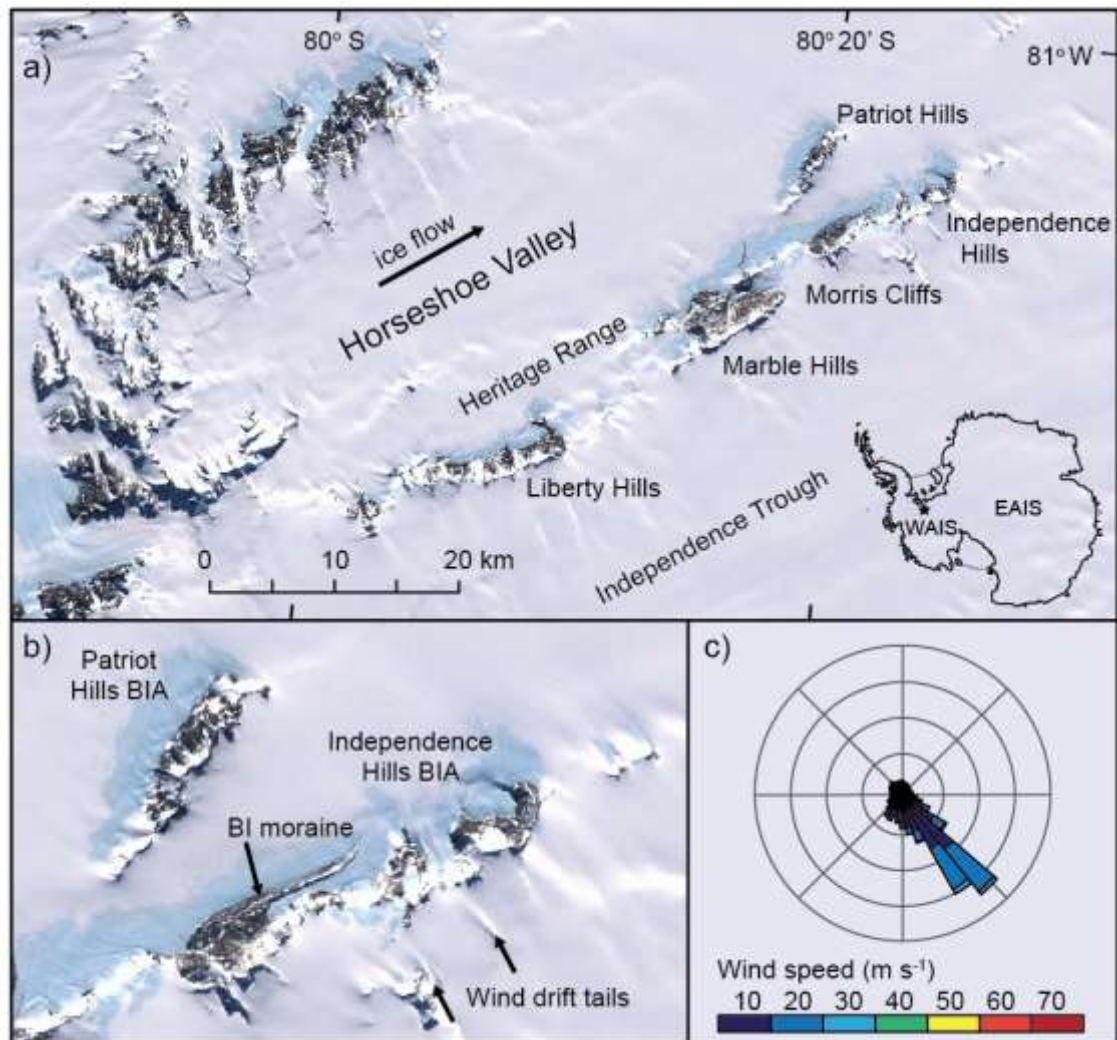 a)
80° S
80° 20' S
81° W
Patriot Hills
Independence
Hills
ice flow
Horseshoe Valley
Morris Cliffs
Heritage Range
Marble Hills
Liberty Hills
Independence Trough
WAIS
EAIS
0 10 20 km
b)
Patriot
Hills BIA
Independence
Hills BIA
BI moraine
Wind drift tails
c)
Wind speed (m s⁻¹)
10 20 30 40 50 60 70